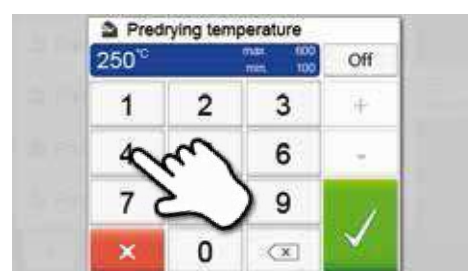 Predrying temperature
250°C max 600 Off
min. 100
1 2 3 +
4 6 -
7 9
0